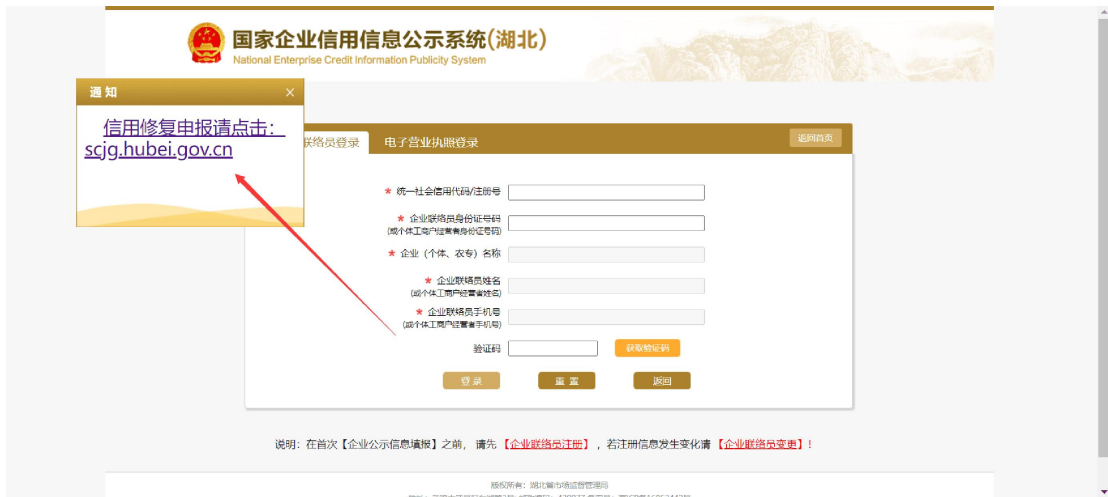 国家企业信用信息公示系统(湖北)
National Enterprise Credit Information Publicity System
通知
×
信用修复申报请点击：
scjg.hubei.gov.cn
联络员登录
电子营业执照登录
返回首页
* 统一社会信用代码/注册号
* 企业联络员身份证号码
(或个体工商户经营者身份证号码)
* 企业（个体、农专）名称
* 企业联络员姓名
(或个体工商户经营者姓名)
* 企业联络员手机号
(或个体工商户经营者手机号)
验证码
获取验证码
登录
重置
返回
说明：在首次【企业公示信息填报】之前， 请先 【企业联络员注册】 ，若注册信息发生变化请 【企业联络员变更】!
版权所有：湖北省市场监督管理局